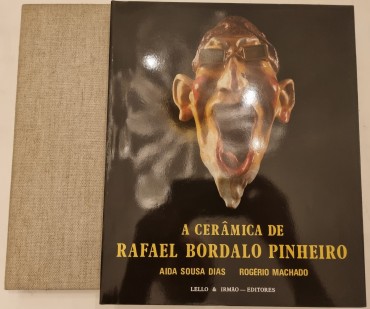 A CERÂMICA DE
RAFAEL BORDALO PINHEIRO
AIDA SOUSA DIAS ROGÉRIO MACHADO
LELLO & IRMÃO — EDITORES